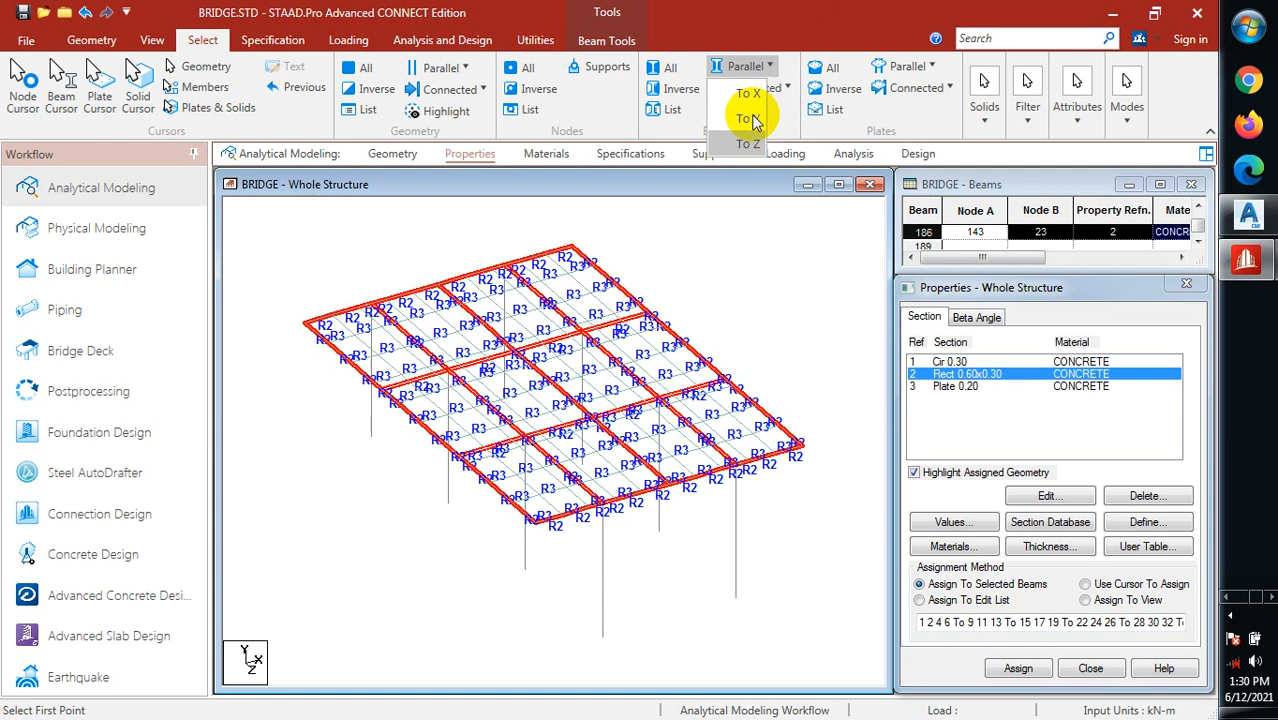 BRIDGE.STD - STAAD.Pro Advanced CONNECT Edition
Tools
File
Geometry
View
Select
Specification
Loading
Analysis and Design
Utilities
Beam Tools
Search
Sign in
Node Cursor
Beam Cursor
Plate Cursor
Solid Cursor
Geometry
Members
Plates & Solids
Text
Previous
Cursors
All
Inverse
List
Parallel
Connected
Highlight
Geometry
All
Inverse
List
Supports
Nodes
All
Inverse
List
Parallel
To X
To
To Z
All
Inverse
List
Parallel
Connected
Plates
Solids
Filter
Attributes
Modes
Workflow
Analytical Modeling:
Geometry
Properties
Materials
Specifications
Loading
Analysis
Design
Analytical Modeling
Physical Modeling
Building Planner
Piping
Bridge Deck
Postprocessing
Foundation Design
Steel AutoDrafter
Connection Design
Concrete Design
Advanced Concrete Desi...
Advanced Slab Design
Earthquake
BRIDGE - Whole Structure
Y
X
Z
BRIDGE - Beams
Beam Node A Node B Property Refn. Mate
186 143 23 2 CONCR
189
Properties - Whole Structure
Section Beta Angle
Ref Section Material
1 Cir 0.30 CONCRETE
2 Rect 0.60x0.30 CONCRETE
3 Plate 0.20 CONCRETE
Highlight Assigned Geometry
Edit... Delete...
Values... Section Database Define...
Materials... Thickness... User Table...
Assignment Method
Assign To Selected Beams Use Cursor To Assign
Assign To Edit List Assign To View
1 2 4 6 To 9 11 13 To 15 17 19 To 22 24 26 To 28 30 32 T
Assign Close Help
Select First Point
Analytical Modeling Workflow
Load :
Input Units : kN-m
1:30 PM
6/12/2021